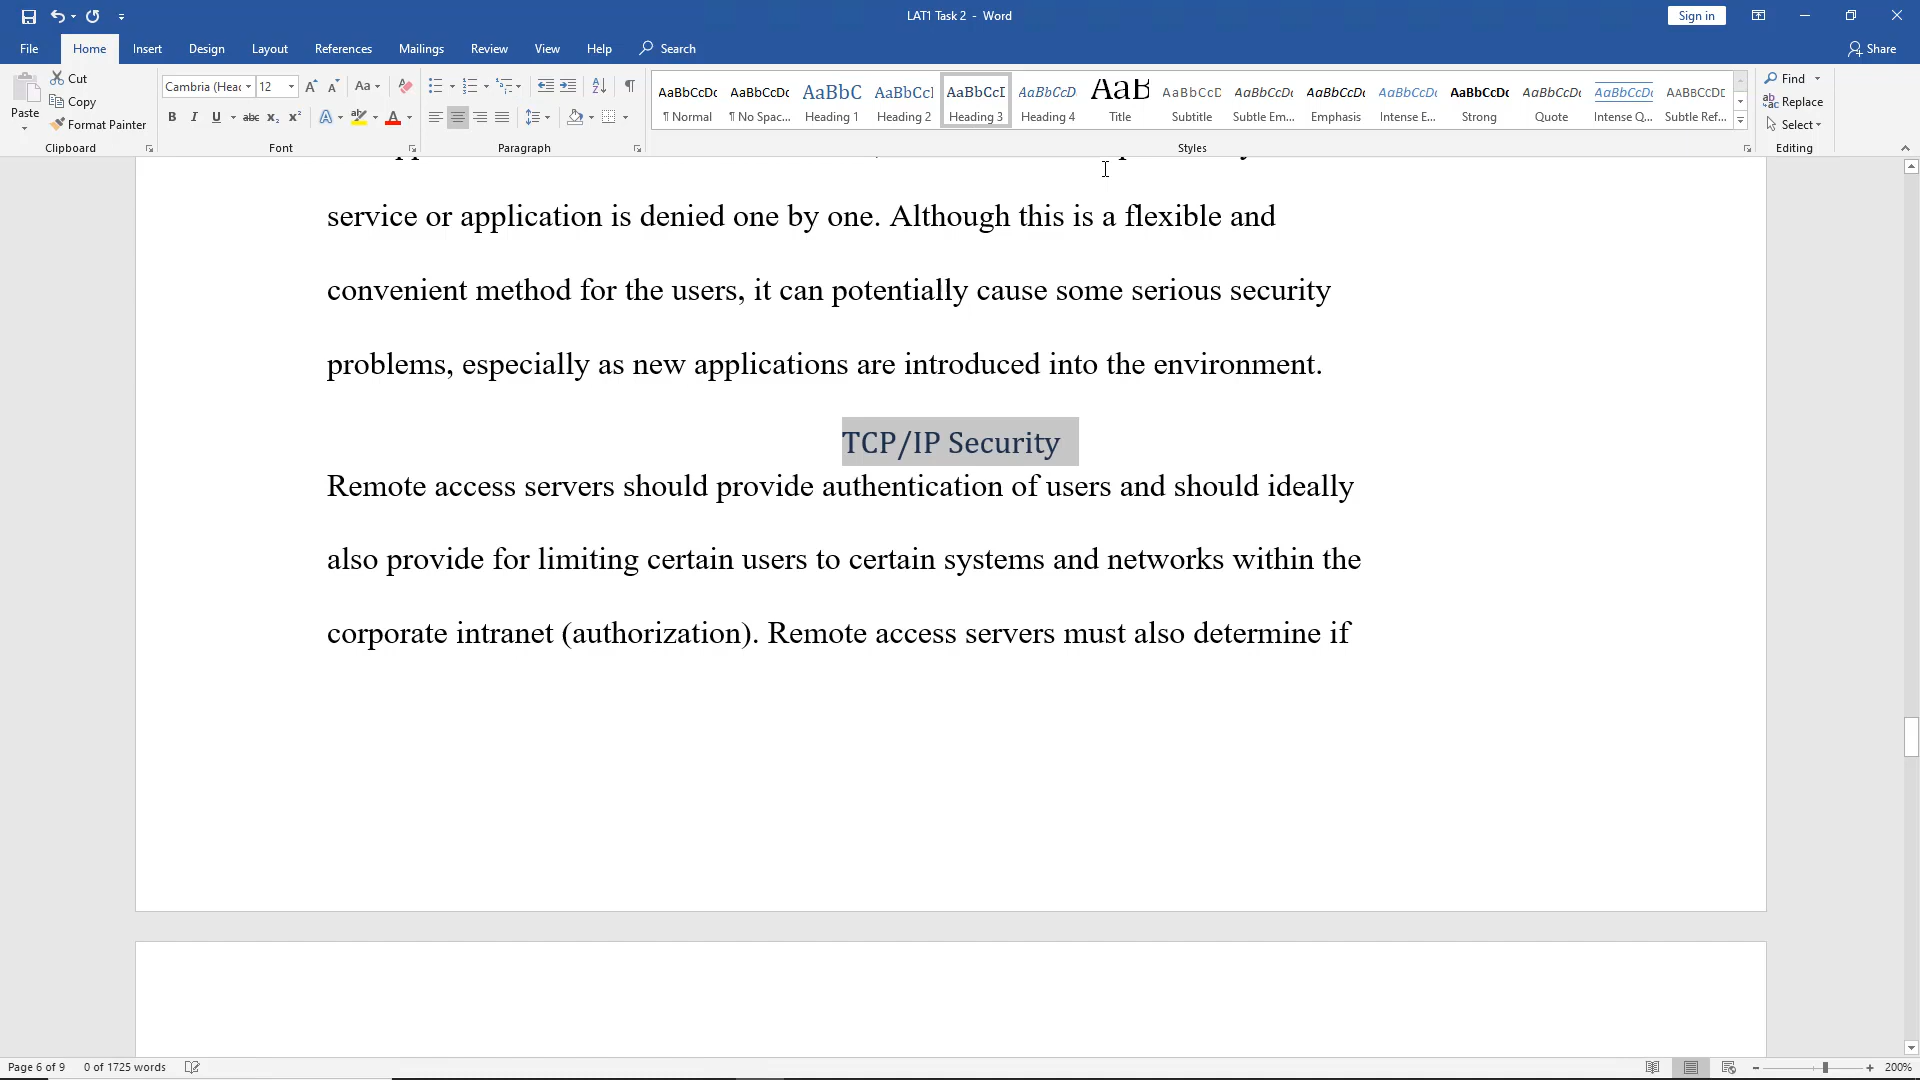 LAT1 Task 2 - Word
Sign in
File Home Insert Design Layout References Mailings Review View Help Search
Share
Paste
Cut
Copy
Format Painter
Clipboard
Cambria (Heac 12
Font
Paragraph
AaBbCcDc ¶ Normal
AaBbCcDc ¶ No Spac...
AaBbC Heading 1
AaBbCcI Heading 2
AaBbCcI Heading 3
AaBbCcD Heading 4
AaB Title
AaBbCcD Subtitle
AaBbCcDc Subtle Em...
AaBbCcDc Emphasis
AaBbCcDc Intense E...
AaBbCcDc Strong
AaBbCcDc Quote
AaBbCcDc Intense Q...
AABBCCDE Subtle Ref...
Styles
Find
Replace
Select
Editing
service or application is denied one by one. Although this is a flexible and
convenient method for the users, it can potentially cause some serious security
problems, especially as new applications are introduced into the environment.
TCP/IP Security
Remote access servers should provide authentication of users and should ideally
also provide for limiting certain users to certain systems and networks within the
corporate intranet (authorization). Remote access servers must also determine if
Page 6 of 9 0 of 1725 words
200%